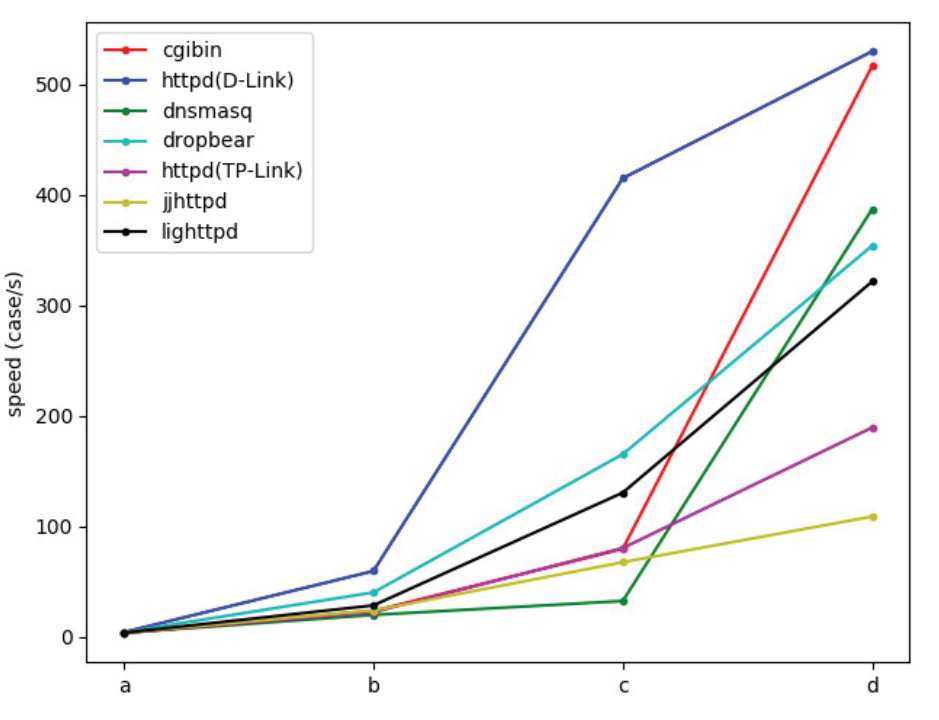 cgibin
httpd(D-Link)
dnsmasq
dropbear
httpd(TP-Link)
jjhttpd
lighttpd
500
400
300
200
100
0
speed (case/s)
a b c d